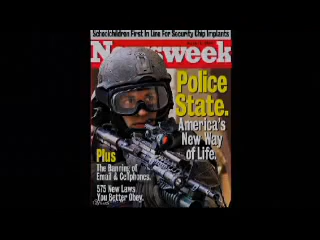 Schoolchildren First In Line For Security Chip Implants
Newsweek
Police
State.
America's
New Way
of Life.
Plus
The Banning of
Email & Cellphones.
575 New Laws
You Better Obey.